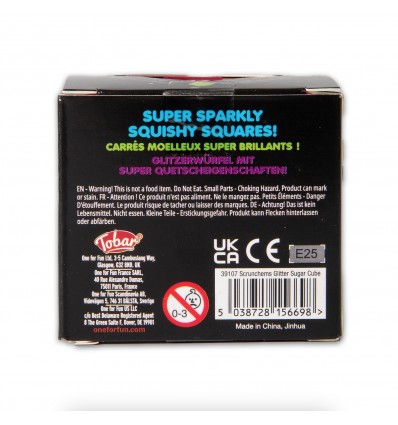 SUPER SPARKLY
SQUISHY SQUARES!
CARRÉS MOELLEUX SUPER BRILLANTS !
GLITZERWÜRFEL MIT
SUPER QUETSCHEIGENSCHAFTEN!
EN - Warning! This is not a food item. Do Not Eat. Small Parts - Choking Hazard. Product can mark
or stain. FR - Attention ! Ce produit n'est pas un aliment. Ne le mangez pas. Petits Éléments - Danger
D'Étouffement. Le produit risque de tacher ou laisser des marques. DE - Achtung! Das ist kein
Lebensmittel. Nicht essen. Kleine Teile - Erstickungsgefahr. Produkt kann Flecken hinterlassen
oder abfärben.
Tobar
One for Fun Ltd, 3-5 Cambuslang Way,
Glasgow, G32 8ND, UK
One for Fun France SARL,
40 Rue Alexandre Dumas,
75011 Paris, France
One for Fun Scandinavia AB,
Videvägen 5, 746 31 BÅLSTA, Sverige
One for Fun US LLC
c/o Best Delaware Registered Agent
8 The Green Suite F, Dover, DE, 19901
oneforfun.com
0-3
UK
CA
CE
E25
39107 Scrunchems Glitter Sugar Cube
5 038728 156698 >
Made in China, Jinhua